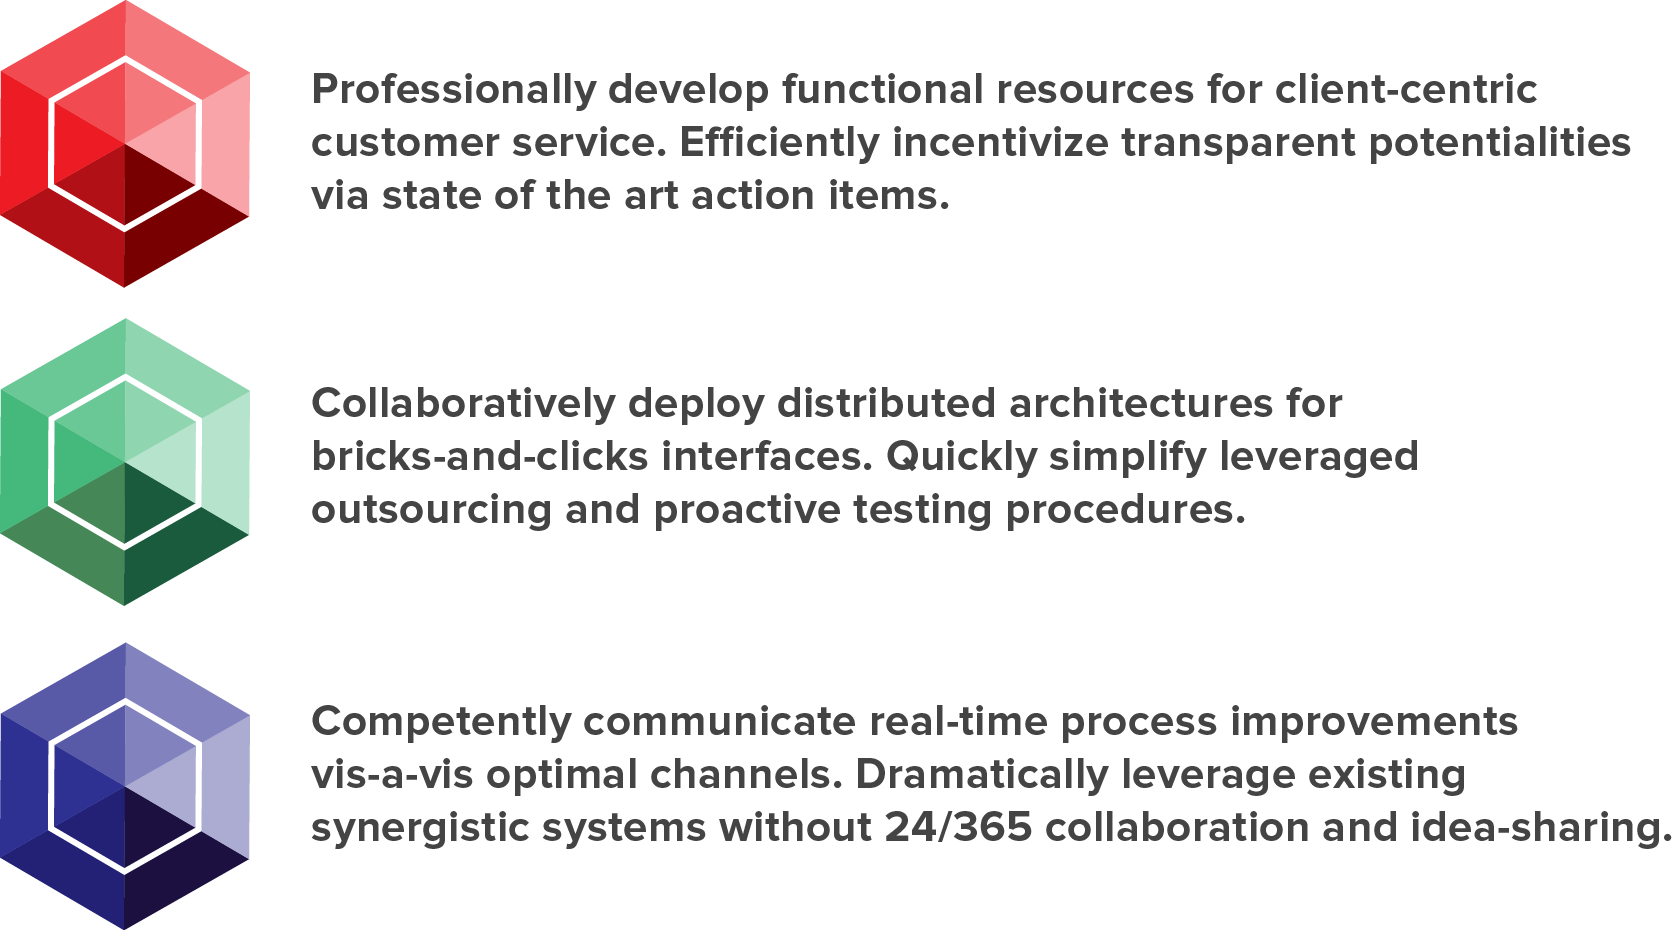 Professionally develop functional resources for client-centric
customer service. Efficiently incentivize transparent potentialities
via state of the art action items.
Collaboratively deploy distributed architectures for
bricks-and-clicks interfaces. Quickly simplify leveraged
outsourcing and proactive testing procedures.
Competently communicate real-time process improvements
vis-a-vis optimal channels. Dramatically leverage existing
synergistic systems without 24/365 collaboration and idea-sharing.